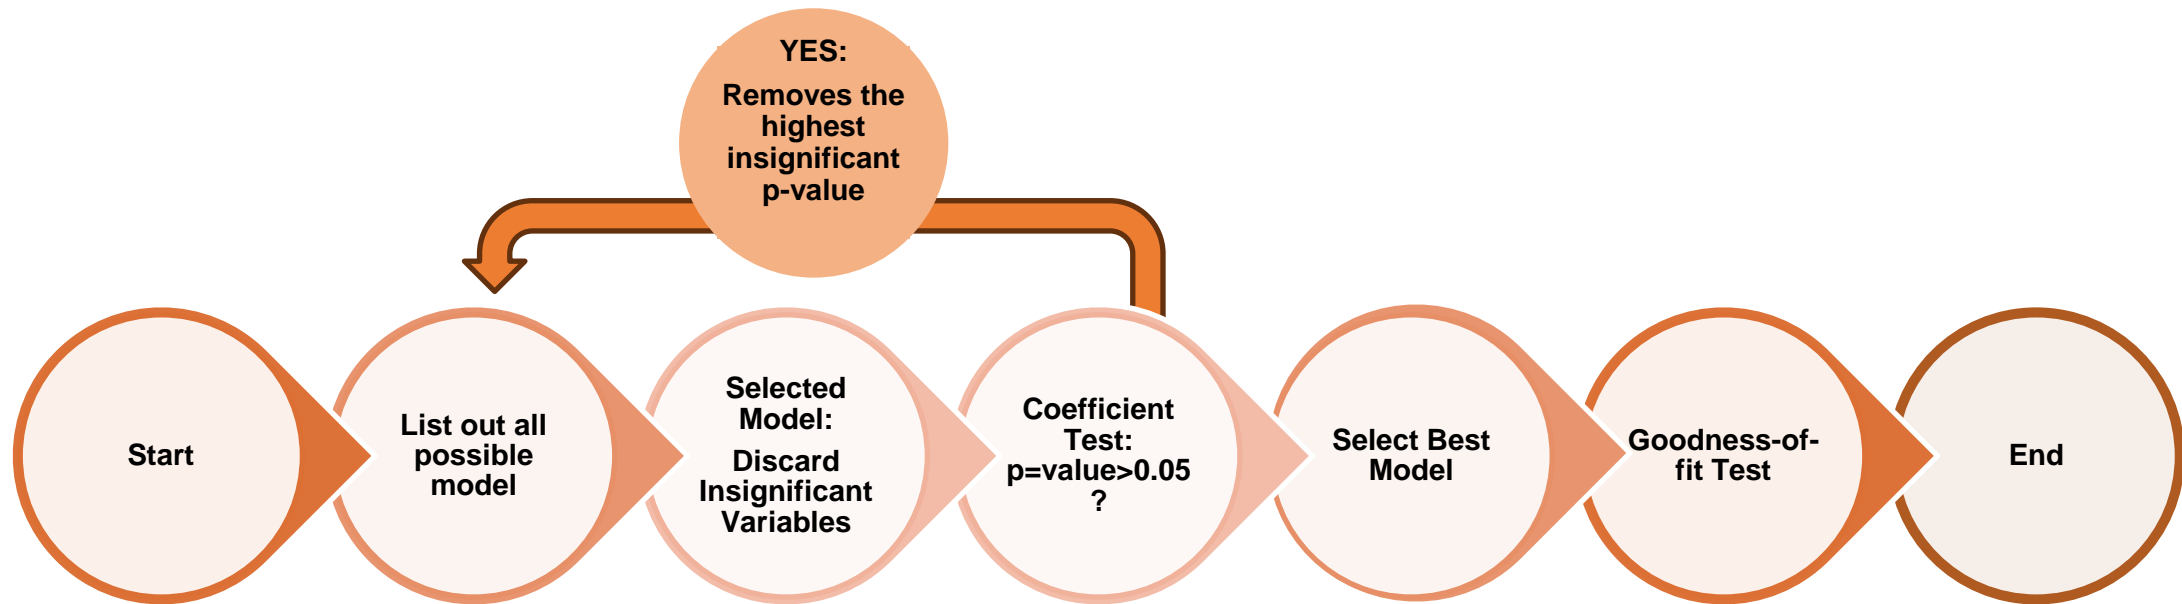 YES:
Removes the
highest
insignificant
p-value
Start
List out all
possible
model
Selected
Model:
Discard
Insignificant
Variables
Coefficient
Test:
p=value>0.05
?
Select Best
Model
Goodness-of-
fit Test
End